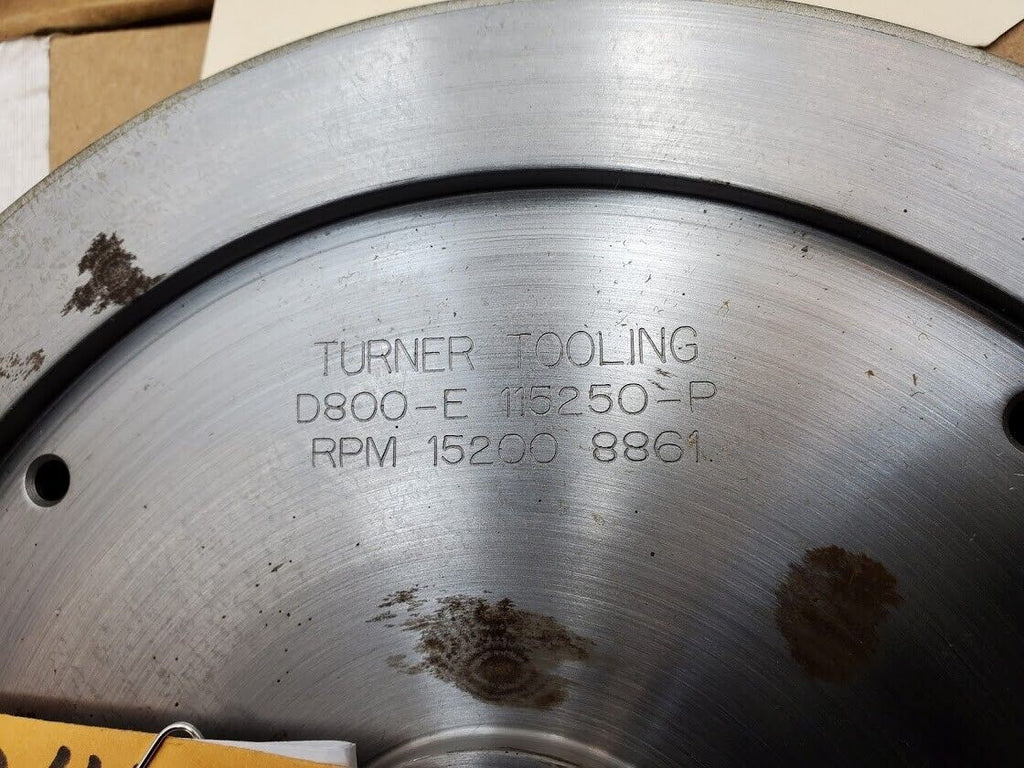 TURNER TOOLING
D800-E 115250-P
RPM 15200 8861